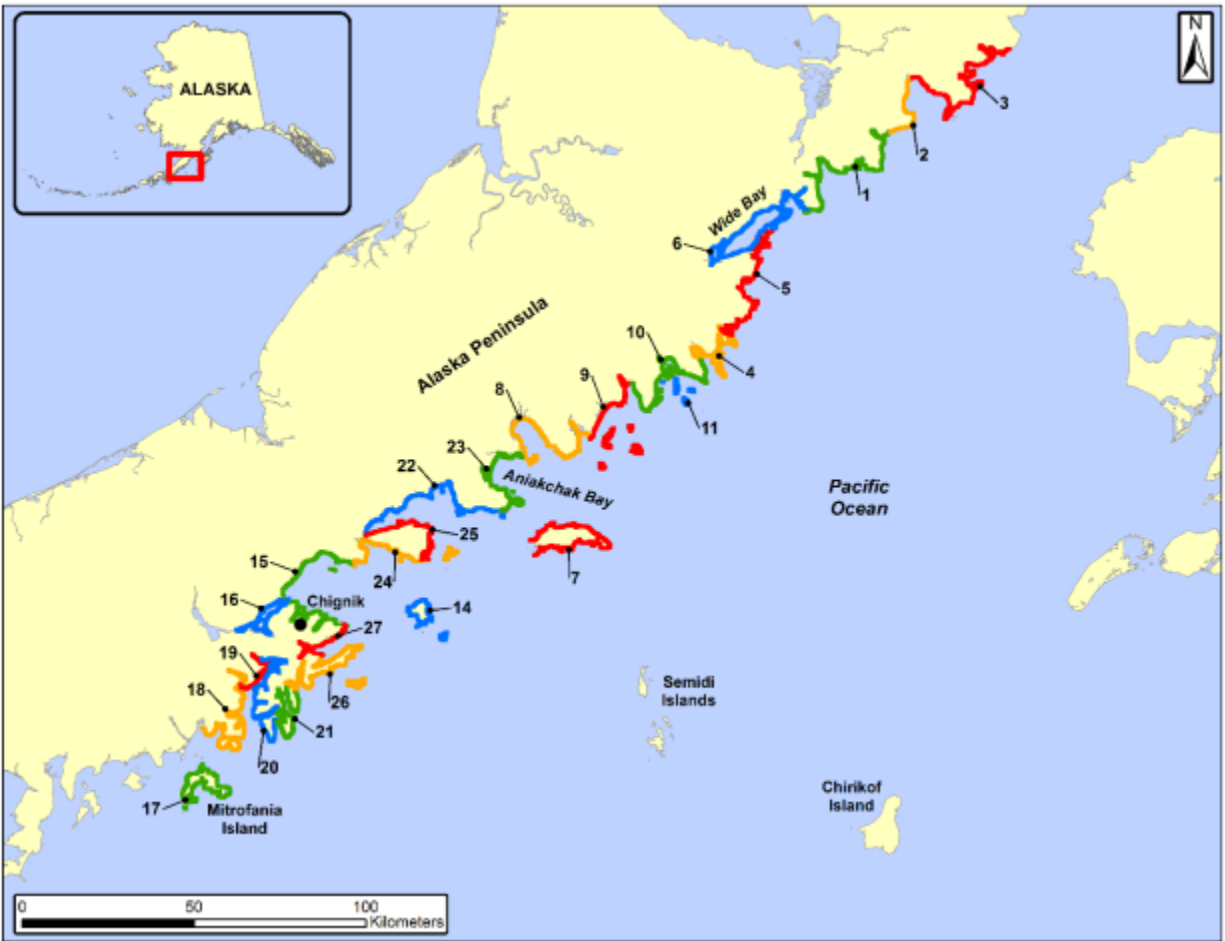 N
ALASKA
3
2
1
Wide Bay
6
5
Alaska Peninsula
10
4
9
8
11
23
22
Aniakchak Bay
Pacific
Ocean
25
15
24
7
16
Chignik
14
27
19
Semidi
Islands
18
26
21
20
Chirikof
Island
17
Mitrofania
Island
0
50
100
Kilometers